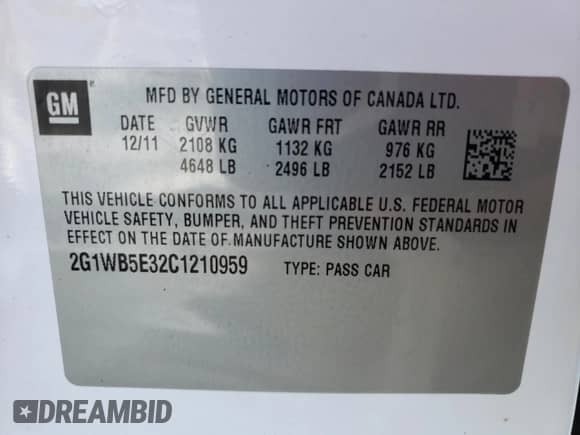 GM
MFD BY GENERAL MOTORS OF CANADA LTD.
DATE GVWR GAWR FRT GAWR RR
12/11 2108 KG 1132 KG 976 KG
4648 LB 2496 LB 2152 LB
THIS VEHICLE CONFORMS TO ALL APPLICABLE U.S. FEDERAL MOTOR
VEHICLE SAFETY, BUMPER, AND THEFT PREVENTION STANDARDS IN
EFFECT ON THE DATE OF MANUFACTURE SHOWN ABOVE.
2G1WB5E32C1210959 TYPE: PASS CAR
DREAMBID